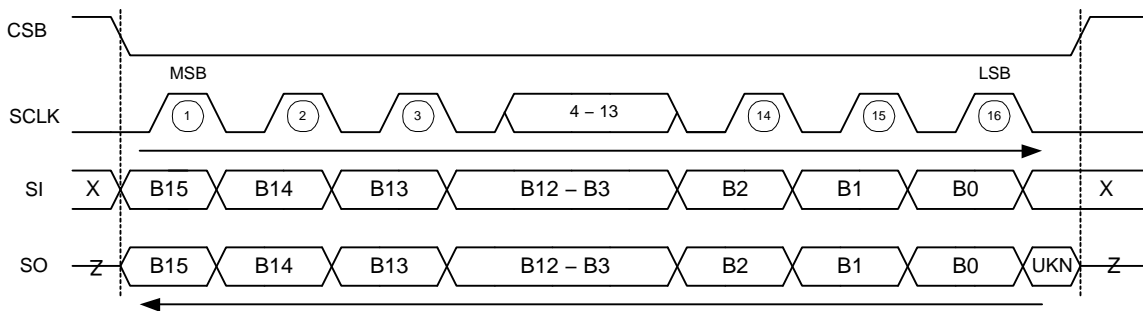 CSB
MSB LSB
SCLK 1 2 3 4 – 13 14 15 16
SI X B15 B14 B13 B12 – B3 B2 B1 B0 X
SO Z B15 B14 B13 B12 – B3 B2 B1 B0 UKN Z